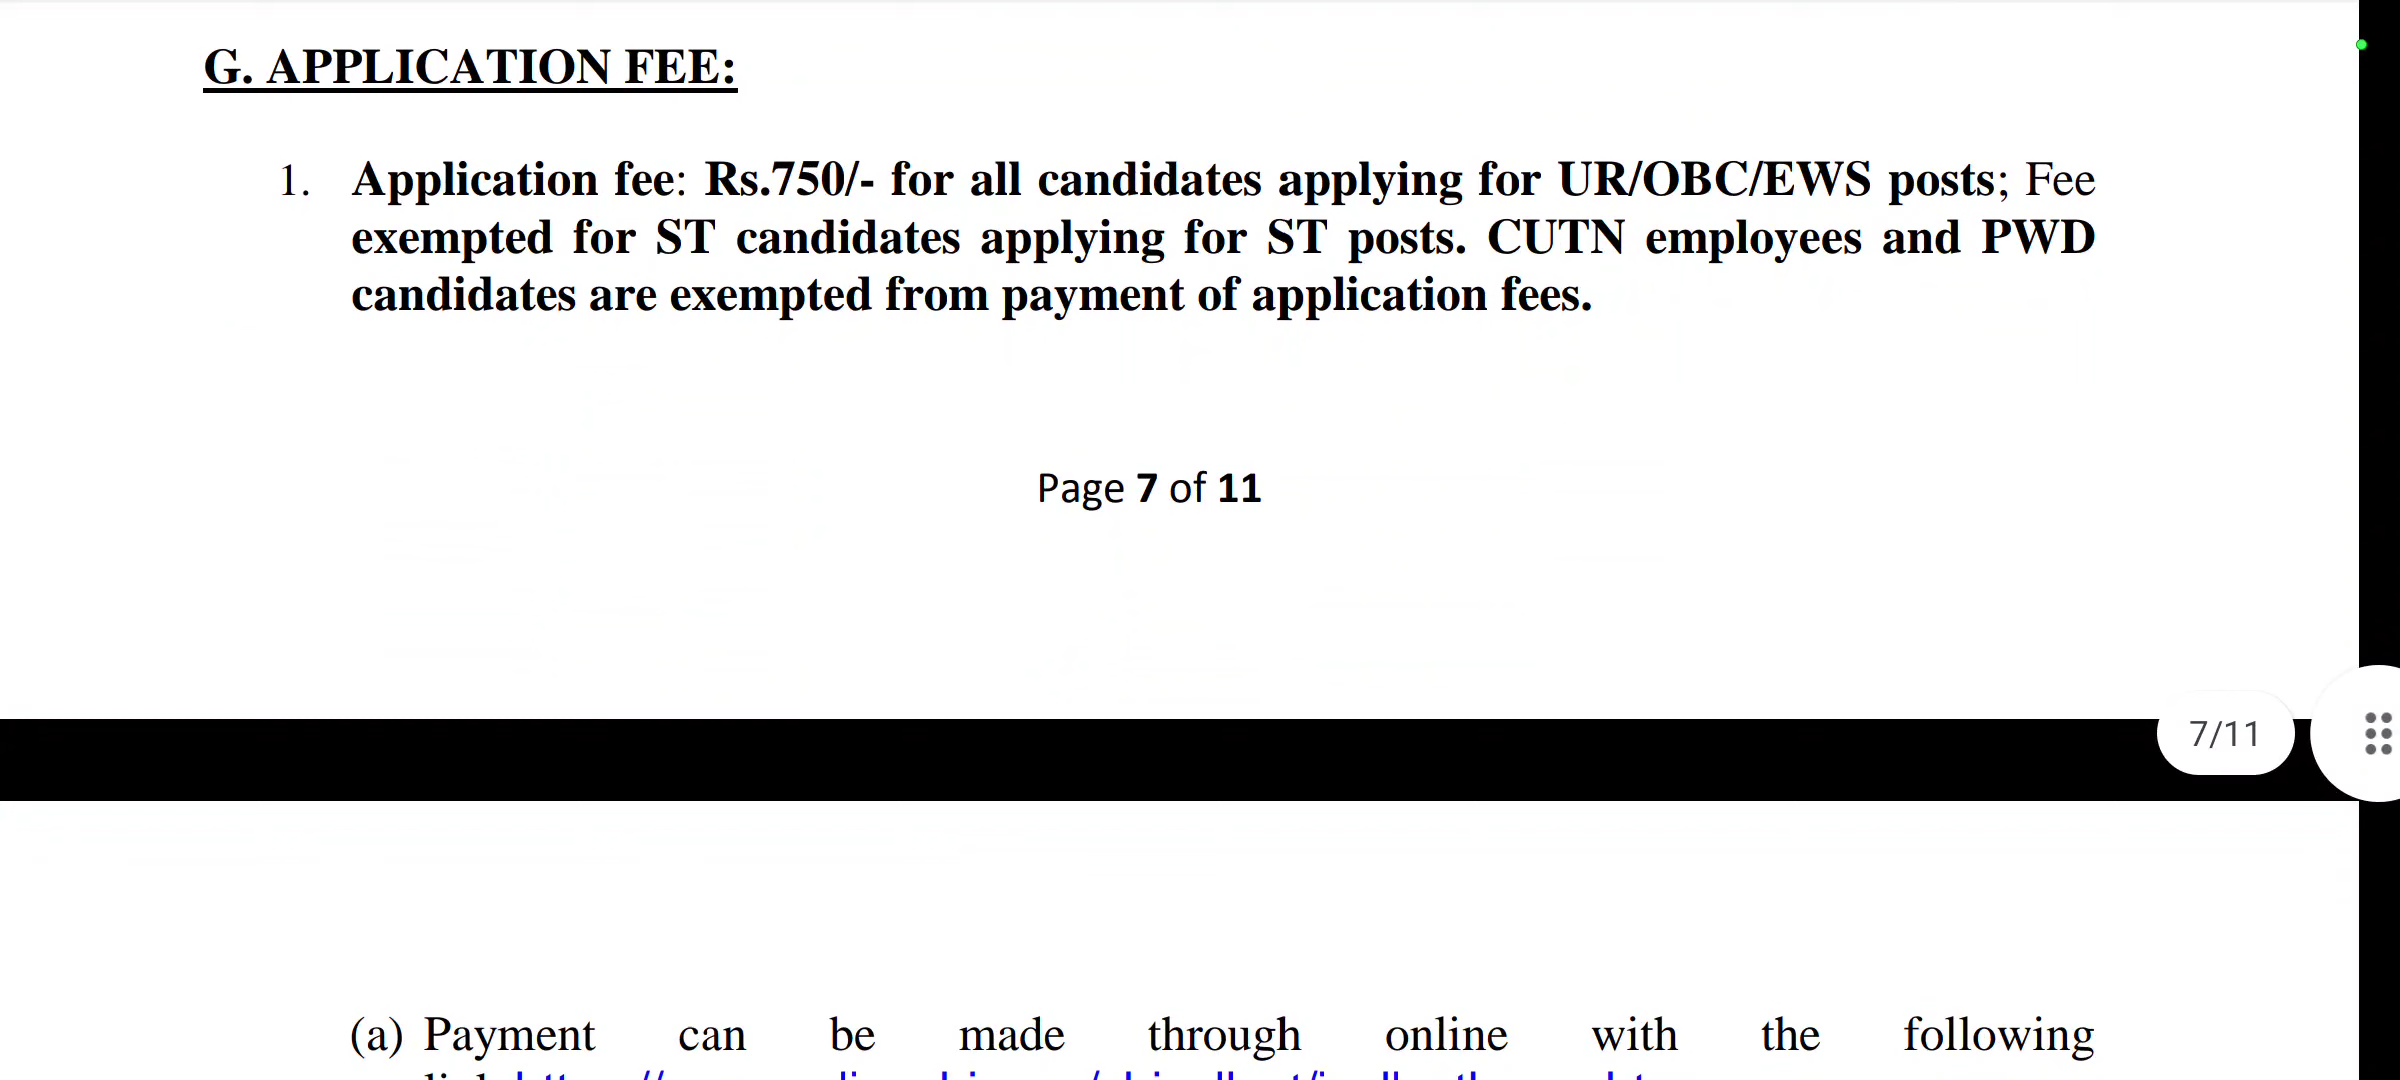 G. APPLICATION FEE:
1. Application fee: Rs.750/- for all candidates applying for UR/OBC/EWS posts; Fee
exempted for ST candidates applying for ST posts. CUTN employees and PWD
candidates are exempted from payment of application fees.
Page 7 of 11
7/11
(a) Payment can be made through online with the following